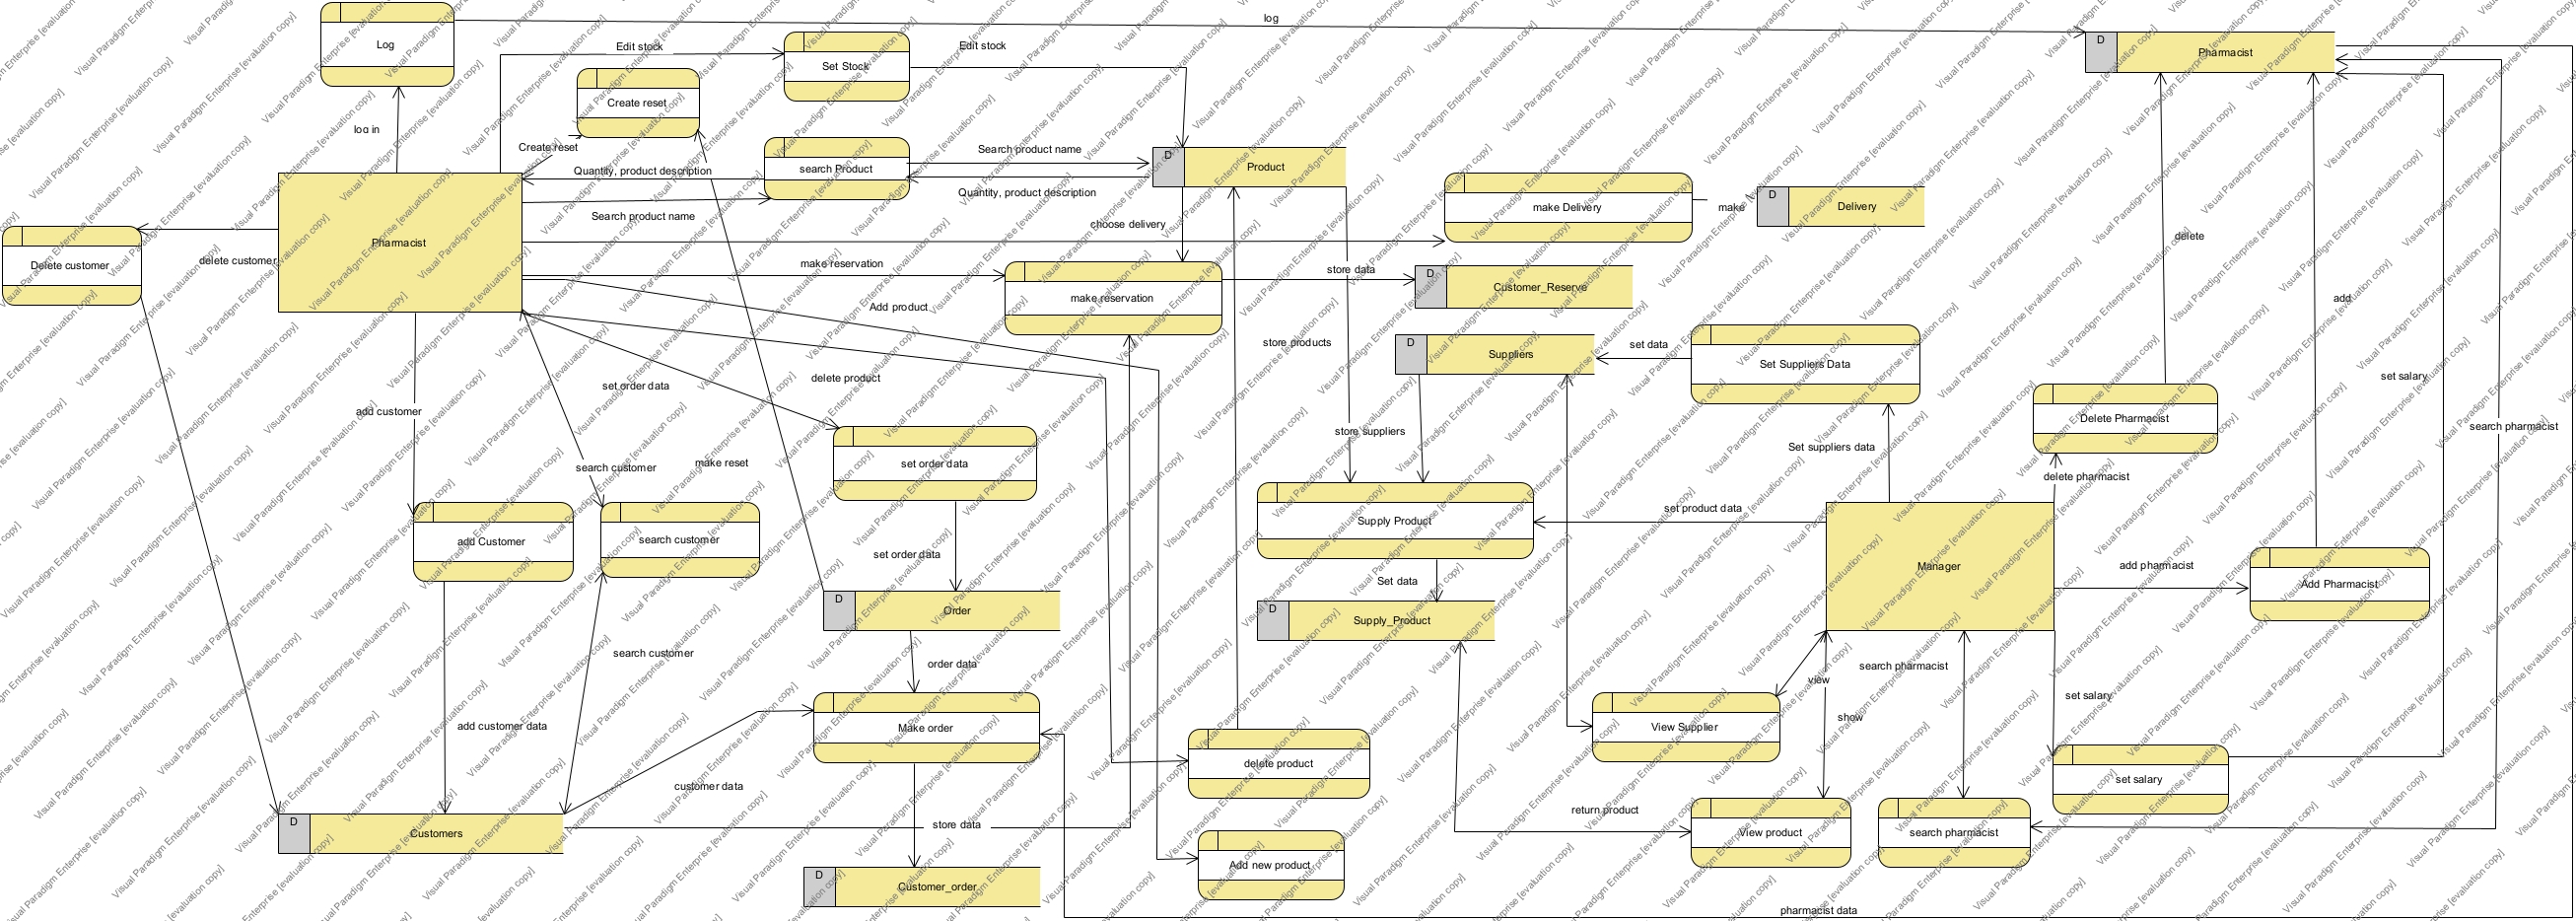 log
Log
Edit stock
Edit stock
Set Stock
D
Pharmacist
Create reset
log in
Create reset
Search product name
Quantity, product description
search Product
D
Product
Quantity, product description
Search product name
choose delivery
make Delivery
make
D
Delivery
Pharmacist
Delete customer
delete customer
delete
make reservation
make reservation
store data
D
Customer_Reserve
add
Add product
store products
D
Suppliers
set data
Set Suppliers Data
set order data
delete product
set salary
add customer
store suppliers
Delete Pharmacist
search pharmacist
Set suppliers data
search customer
make reset
set order data
delete pharmacist
set product data
Supply Product
add Customer
search customer
set order data
Manager
add pharmacist
Add Pharmacist
Set data
D
Order
D
Supply_Product
search customer
order data
search pharmacist
view
set salary
add customer data
Make order
show
View Supplier
delete product
set salary
customer data
return product
D
Customers
store data
View product
search pharmacist
Add new product
D
Customer_order
pharmacist data
Visual Paradigm Enterprise [evaluation copy]